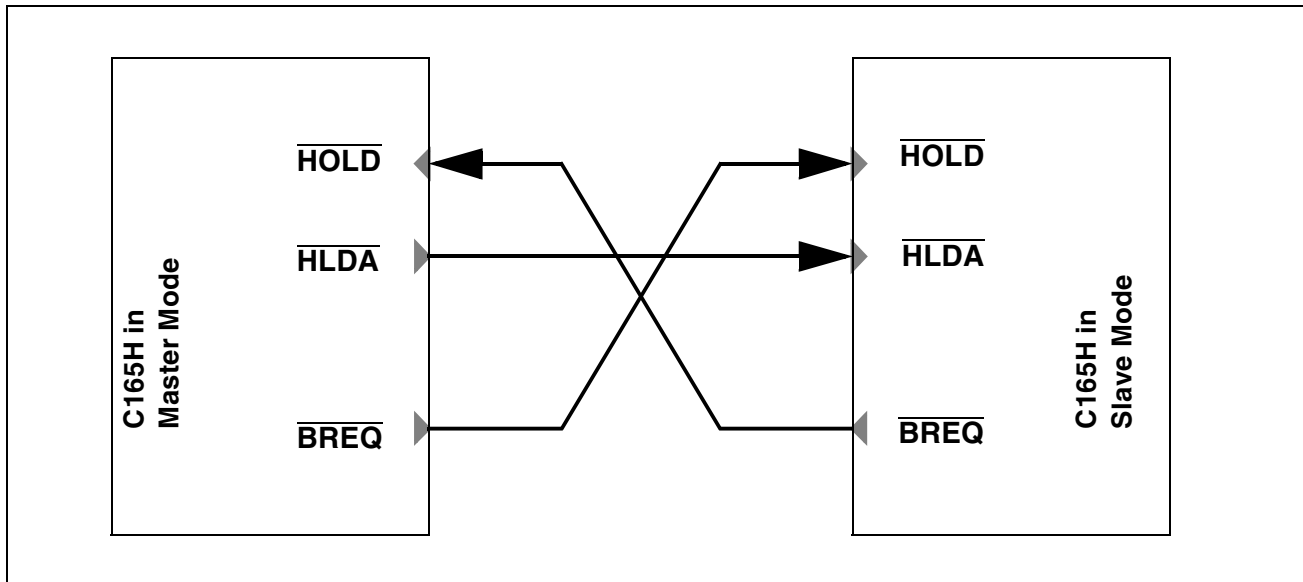 C165H in
Master Mode
HOLD
HLDA
BREQ
HOLD
HLDA
BREQ
C165H in
Slave Mode